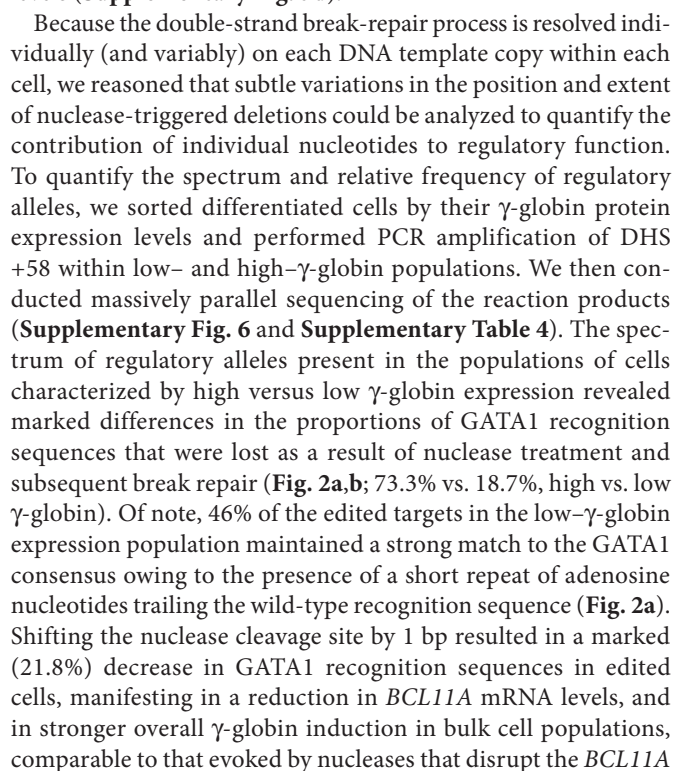 Because the double-strand break-repair process is resolved indi-
vidually (and variably) on each DNA template copy within each
cell, we reasoned that subtle variations in the position and extent
of nuclease-triggered deletions could be analyzed to quantify the
contribution of individual nucleotides to regulatory function.
To quantify the spectrum and relative frequency of regulatory
alleles, we sorted differentiated cells by their γ-globin protein
expression levels and performed PCR amplification of DHS
+58 within low– and high–γ-globin populations. We then con-
ducted massively parallel sequencing of the reaction products
(Supplementary Fig. 6 and Supplementary Table 4). The spec-
trum of regulatory alleles present in the populations of cells
characterized by high versus low γ-globin expression revealed
marked differences in the proportions of GATA1 recognition
sequences that were lost as a result of nuclease treatment and
subsequent break repair (Fig. 2a,b; 73.3% vs. 18.7%, high vs. low
γ-globin). Of note, 46% of the edited targets in the low–γ-globin
expression population maintained a strong match to the GATA1
consensus owing to the presence of a short repeat of adenosine
nucleotides trailing the wild-type recognition sequence (Fig. 2a).
Shifting the nuclease cleavage site by 1 bp resulted in a marked
(21.8%) decrease in GATA1 recognition sequences in edited
cells, manifesting in a reduction in BCL11A mRNA levels, and
in stronger overall γ-globin induction in bulk cell populations,
comparable to that evoked by nucleases that disrupt the BCL11A